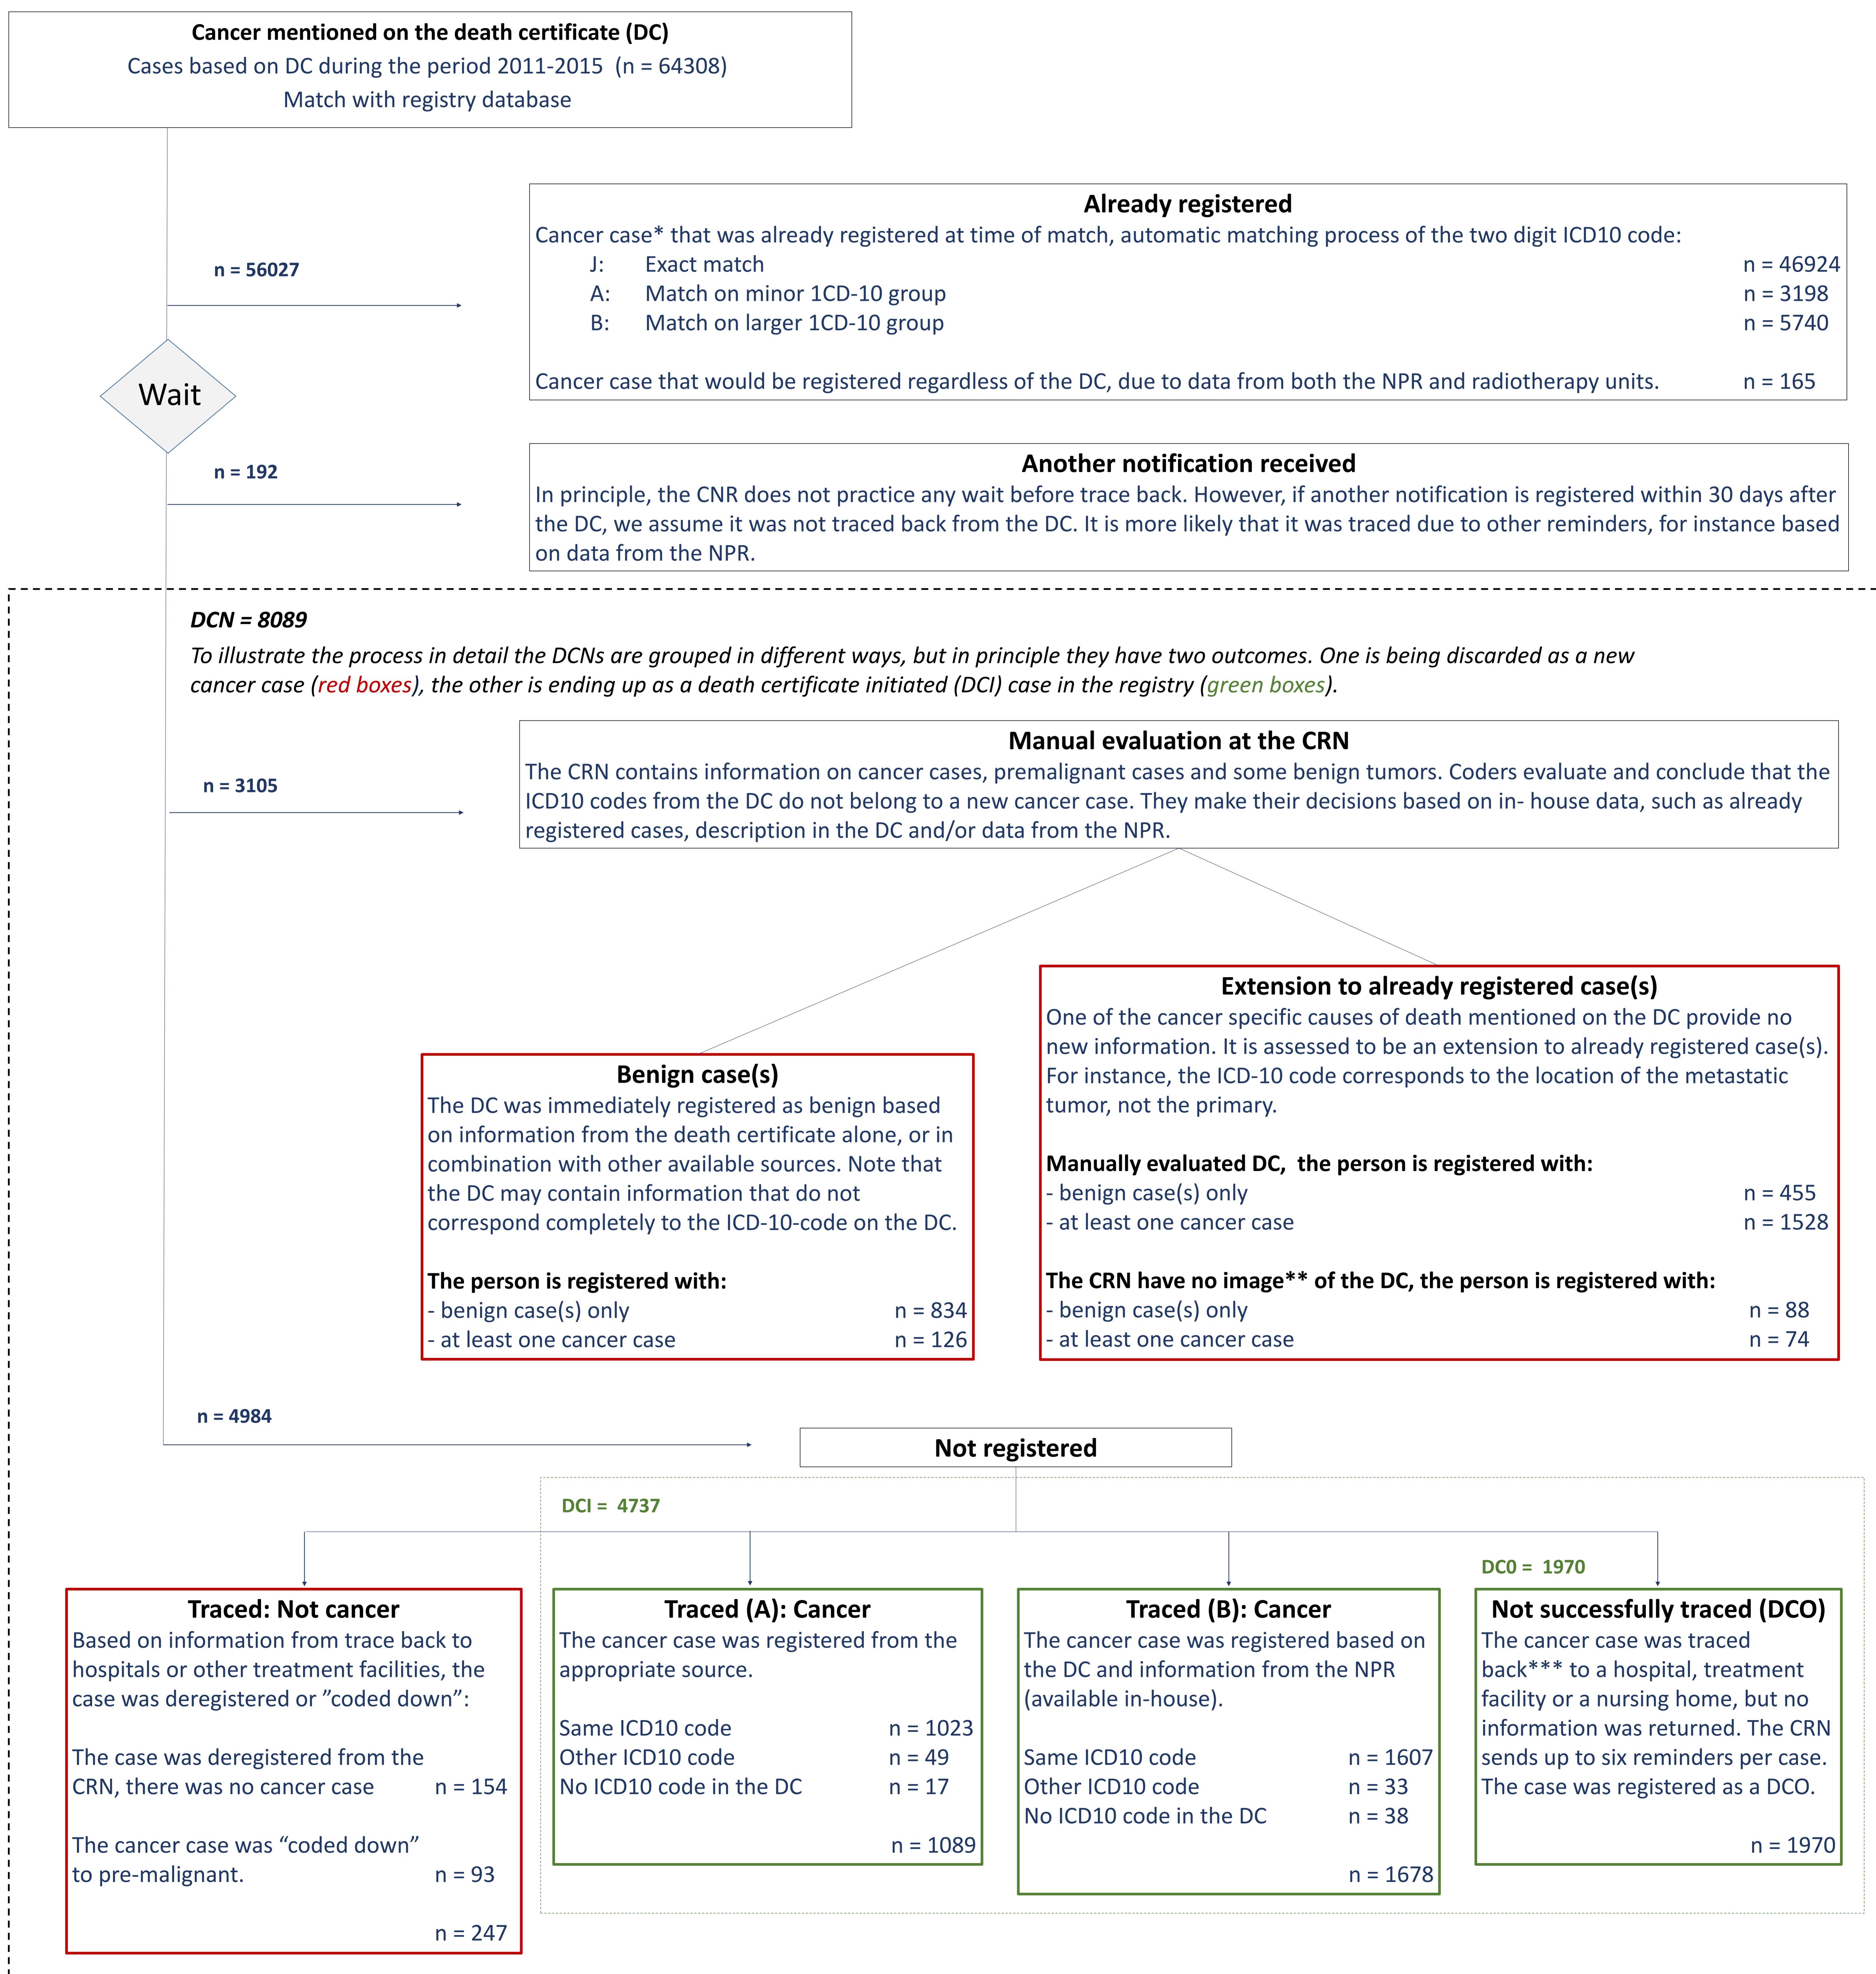 Cancer mentioned on the death certificate (DC)
Cases based on DC during the period 2011-2015 (n = 64308)
Match with registry database
n = 56027
Already registered
Cancer case* that was already registered at time of match, automatic matching process of the two digit ICD10 code:
J: Exact match n = 46924
A: Match on minor 1CD-10 group n = 3198
B: Match on larger 1CD-10 group n = 5740
Cancer case that would be registered regardless of the DC, due to data from both the NPR and radiotherapy units. n = 165
Wait
n = 192
Another notification received
In principle, the CNR does not practice any wait before trace back. However, if another notification is registered within 30 days after
the DC, we assume it was not traced back from the DC. It is more likely that it was traced due to other reminders, for instance based
on data from the NPR.
DCN = 8089
To illustrate the process in detail the DCNs are grouped in different ways, but in principle they have two outcomes. One is being discarded as a new
cancer case (red boxes), the other is ending up as a death certificate initiated (DCI) case in the registry (green boxes).
n = 3105
Manual evaluation at the CRN
The CRN contains information on cancer cases, premalignant cases and some benign tumors. Coders evaluate and conclude that the
ICD10 codes from the DC do not belong to a new cancer case. They make their decisions based on in- house data, such as already
registered cases, description in the DC and/or data from the NPR.
Benign case(s)
The DC was immediately registered as benign based
on information from the death certificate alone, or in
combination with other available sources. Note that
the DC may contain information that do not
correspond completely to the ICD-10-code on the DC.
The person is registered with:
- benign case(s) only n = 834
- at least one cancer case n = 126
Extension to already registered case(s)
One of the cancer specific causes of death mentioned on the DC provide no
new information. It is assessed to be an extension to already registered case(s).
For instance, the ICD-10 code corresponds to the location of the metastatic
tumor, not the primary.
Manually evaluated DC, the person is registered with:
- benign case(s) only n = 455
- at least one cancer case n = 1528
The CRN have no image** of the DC, the person is registered with:
- benign case(s) only n = 88
- at least one cancer case n = 74
n = 4984
Not registered
DCI = 4737
Traced: Not cancer
Based on information from trace back to
hospitals or other treatment facilities, the
case was deregistered or ”coded down”:
The case was deregistered from the
CRN, there was no cancer case n = 154
The cancer case was “coded down”
to pre-malignant. n = 93
n = 247
Traced (A): Cancer
The cancer case was registered from the
appropriate source.
Same ICD10 code n = 1023
Other ICD10 code n = 49
No ICD10 code in the DC n = 17
n = 1089
Traced (B): Cancer
The cancer case was registered based on
the DC and information from the NPR
(available in-house).
Same ICD10 code n = 1607
Other ICD10 code n = 33
No ICD10 code in the DC n = 38
n = 1678
DC0 = 1970
Not successfully traced (DCO)
The cancer case was traced
back*** to a hospital, treatment
facility or a nursing home, but no
information was returned. The CRN
sends up to six reminders per case.
The case was registered as a DCO.
n = 1970